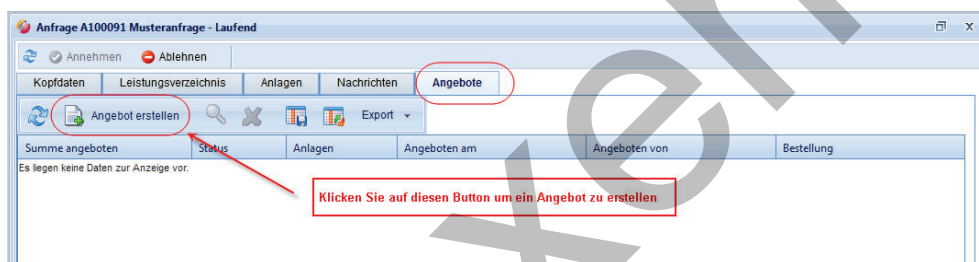 Anfrage A100091 Musteranfrage - Laufend
Annehmen Ablehnen
Kopfdaten Leistungsverzeichnis Anlagen Nachrichten Angebote
Angebot erstellen Export
Summe angeboten Status Anlagen Angeboten am Angeboten von Bestellung
Es liegen keine Daten zur Anzeige vor.
Klicken Sie auf diesen Button um ein Angebot zu erstellen